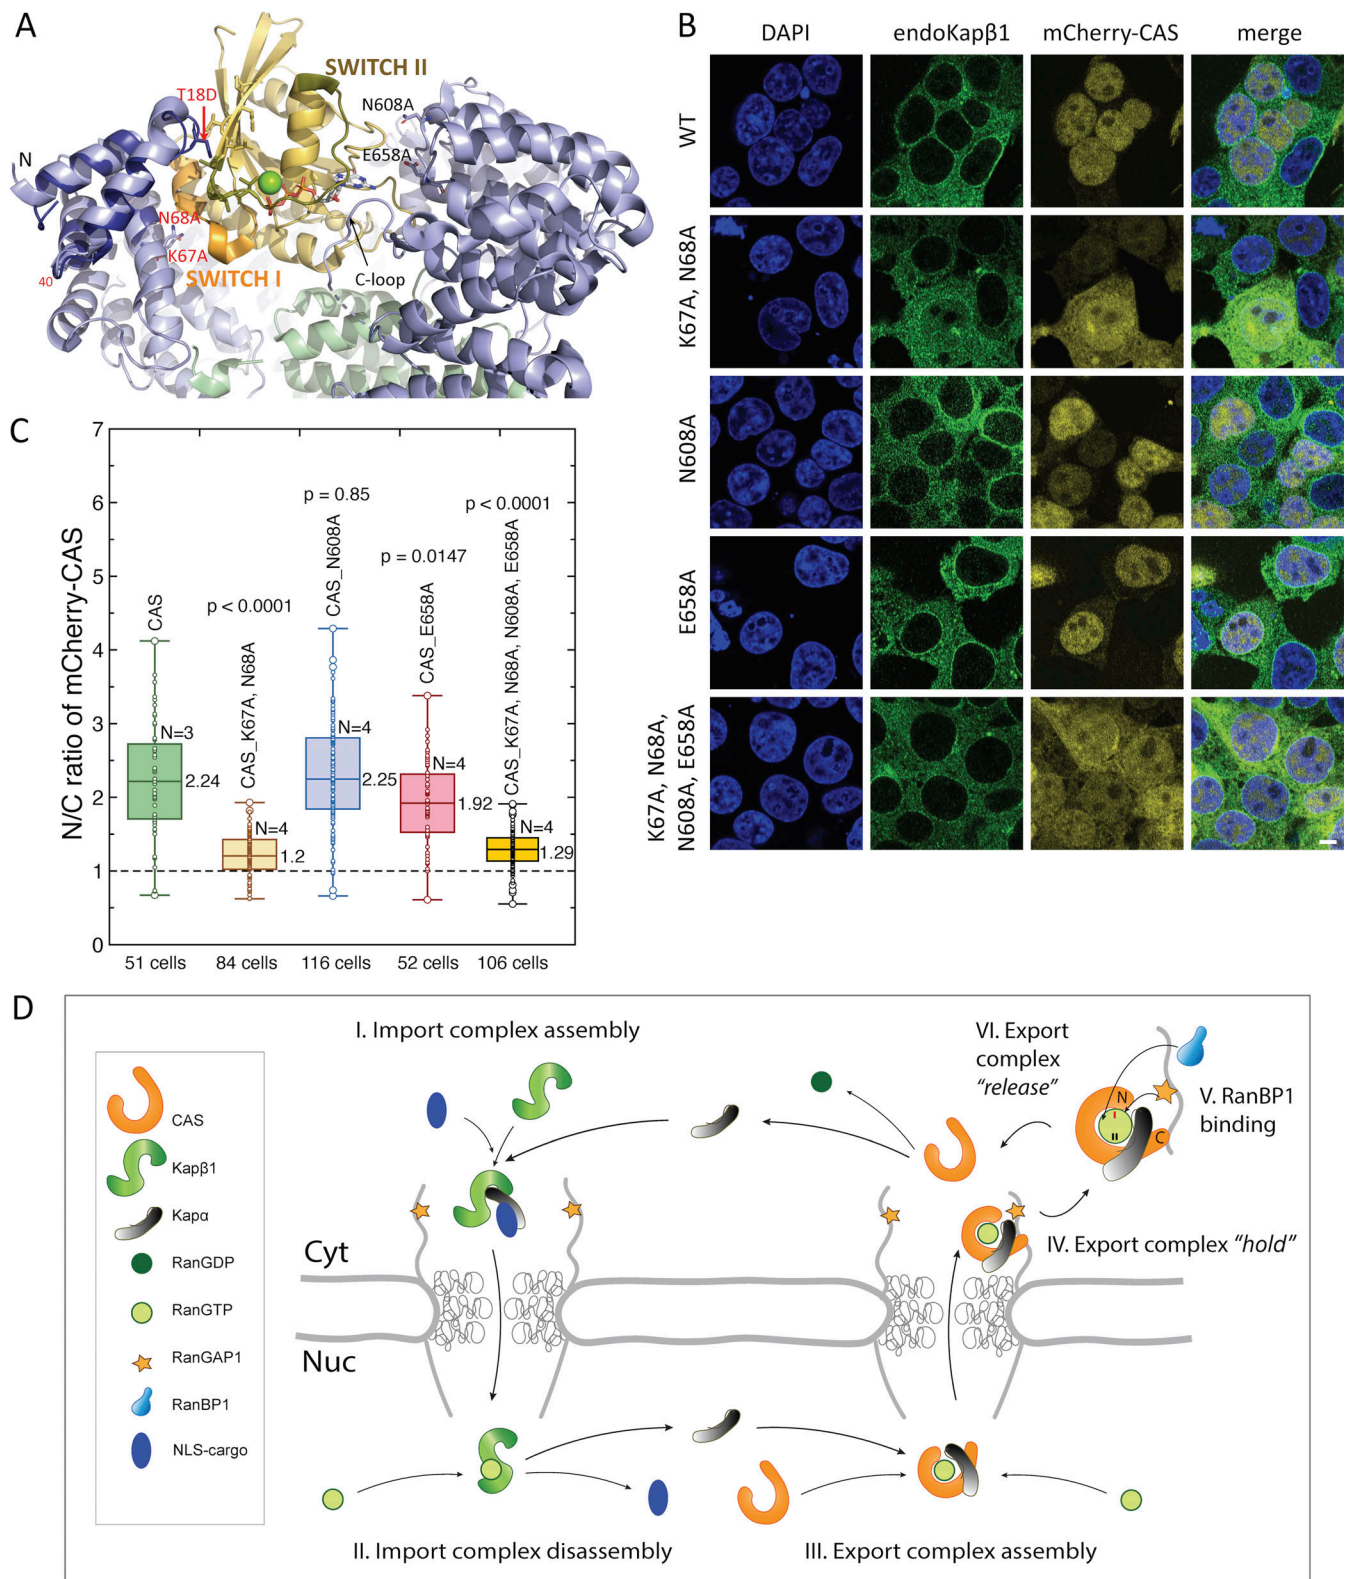 A
SWITCH II
T18D
N608A
N
E658A
N68A
K67A
40
SWITCH I
C-loop
B
DAPI
endoKapβ1
mCherry-CAS
merge
WT
K67A, N68A
N608A
E658A
K67A, N68A,
N608A, E658A
C
N/C ratio of mCherry-CAS
7
6
5
4
3
2
1
0
CAS
N=3
2.24
p < 0.0001
CAS_K67A, N68A
N=4
1.2
p = 0.85
CAS_N608A
N=4
2.25
p = 0.0147
CAS_E658A
N=4
1.92
p < 0.0001
CAS_K67A, N68A, N608A, E658A
N=4
1.29
51 cells
84 cells
116 cells
52 cells
106 cells
D
CAS
Kapβ1
Kapα
RanGDP
RanGTP
RanGAP1
RanBP1
NLS-cargo
I. Import complex assembly
VI. Export
complex
"release"
N
I
II
C
V. RanBP1
binding
Cyt
IV. Export complex "hold"
Nuc
II. Import complex disassembly
III. Export complex assembly